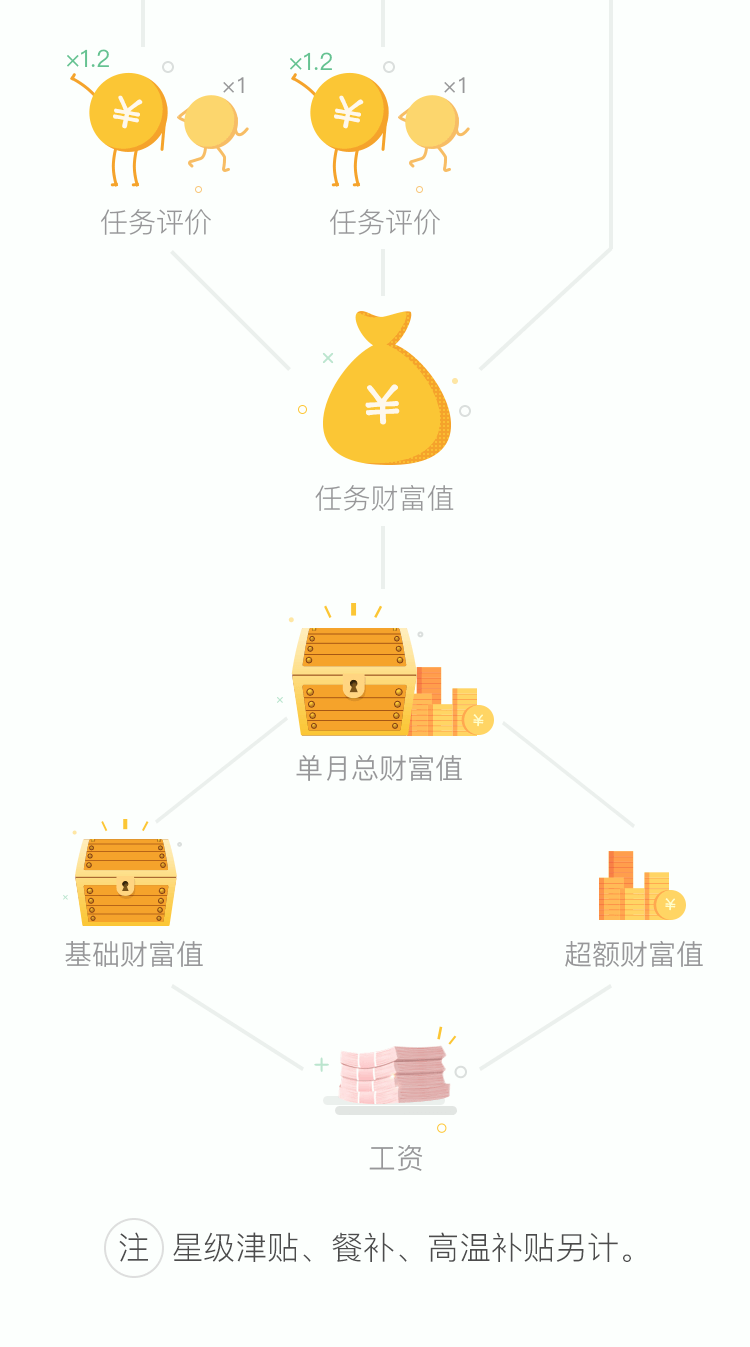 ×1.2 ×1 ×1.2 ×1
¥ ¥
任务评价 任务评价
¥
任务财富值
¥
单月总财富值
¥
基础财富值 超额财富值
工资
注 星级津贴、餐补、高温补贴另计。